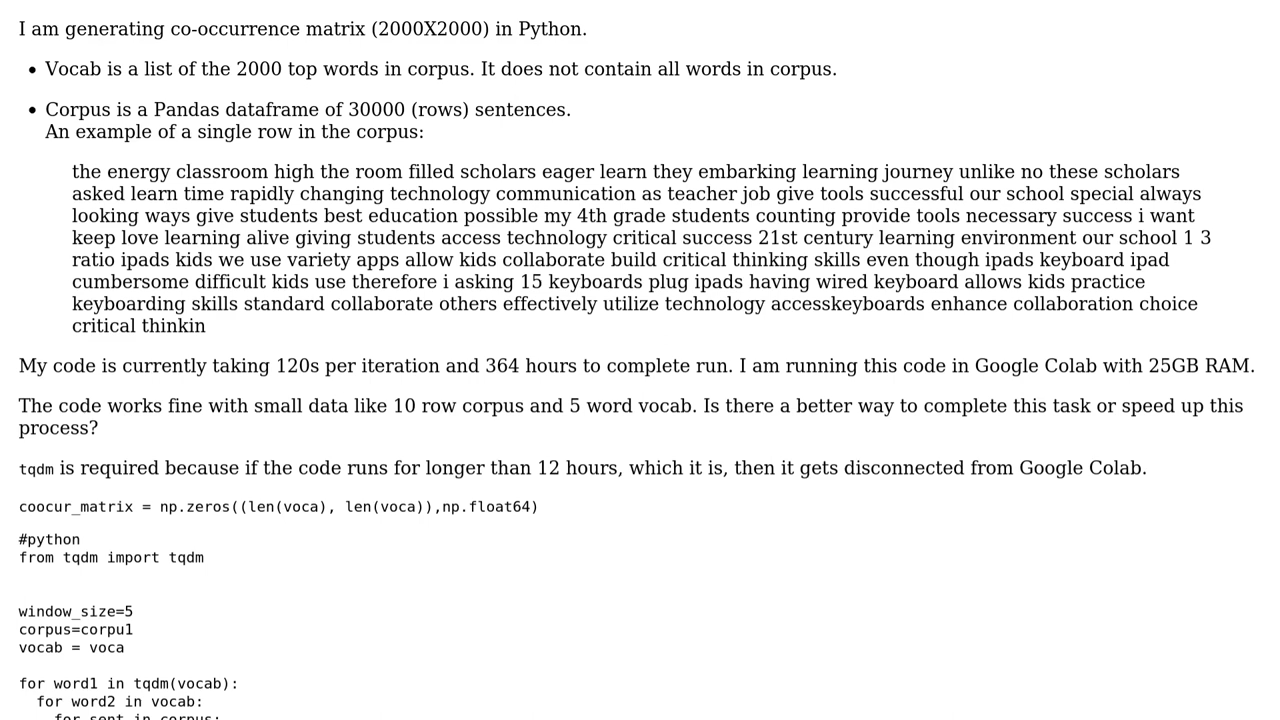 I am generating co-occurrence matrix (2000X2000) in Python.
• Vocab is a list of the 2000 top words in corpus. It does not contain all words in corpus.
• Corpus is a Pandas dataframe of 30000 (rows) sentences.
An example of a single row in the corpus:
the energy classroom high the room filled scholars eager learn they embarking learning journey unlike no these scholars
asked learn time rapidly changing technology communication as teacher job give tools successful our school special always
looking ways give students best education possible my 4th grade students counting provide tools necessary success i want
keep love learning alive giving students access technology critical success 21st century learning environment our school 1 3
ratio ipads kids we use variety apps allow kids collaborate build critical thinking skills even though ipads keyboard ipad
cumbersome difficult kids use therefore i asking 15 keyboards plug ipads having wired keyboard allows kids practice
keyboarding skills standard collaborate others effectively utilize technology accesskeyboards enhance collaboration choice
critical thinkin
My code is currently taking 120s per iteration and 364 hours to complete run. I am running this code in Google Colab with 25GB RAM.
The code works fine with small data like 10 row corpus and 5 word vocab. Is there a better way to complete this task or speed up this
process?
tqdm is required because if the code runs for longer than 12 hours, which it is, then it gets disconnected from Google Colab.
coocur_matrix = np.zeros((len(voca), len(voca)),np.float64)
#python
from tqdm import tqdm
window_size=5
corpus=corpu1
vocab = voca
for word1 in tqdm(vocab):
  for word2 in vocab:
    for sent in corpus: